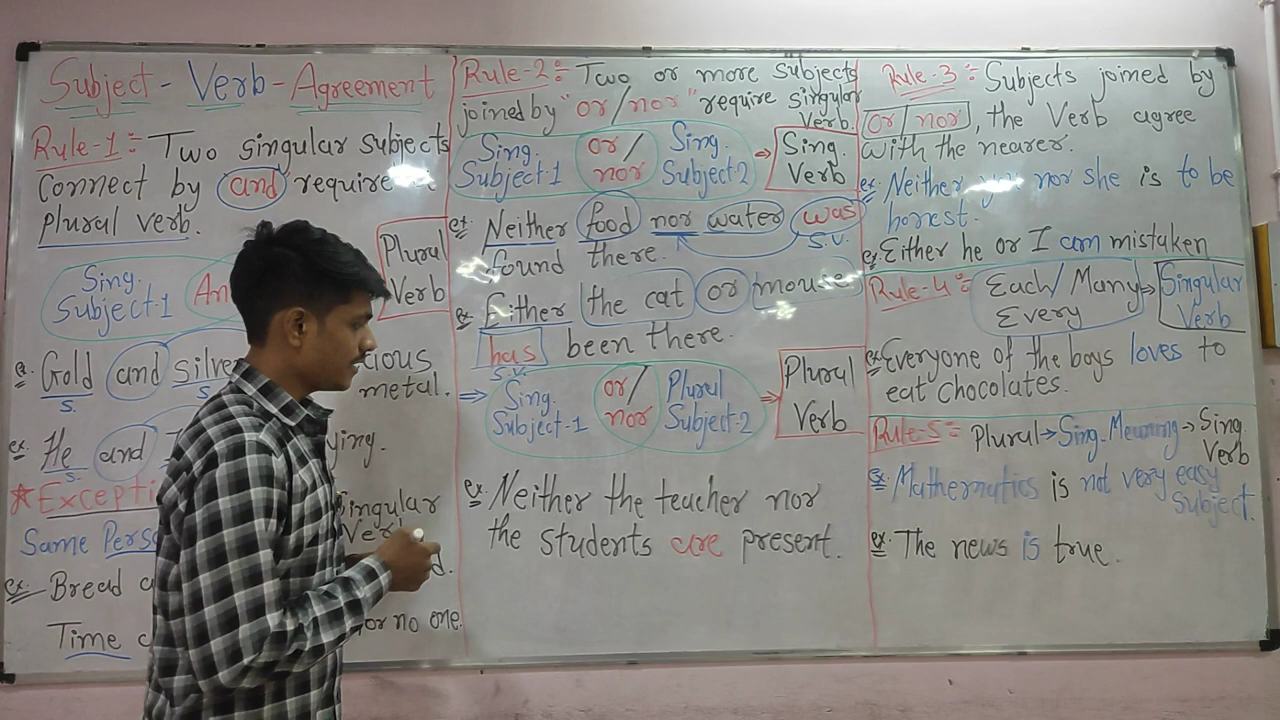 Subject - Verb - Agreement
Rule-1:- Two singular subjects
Connect by and require a
plural verb.
Sing.
Subject-1
Plural
Verb
ex. Gold and silver
metal.
S. S.
ex. He and
S.
Same
Singular
Verb
ex. Bread
Time
for no one.
Rule-2:- Two or more subjects
joined by "or/nor" require singular
Verb.
Sing. Subject-1 or/nor Sing. Subject-2 → Sing. Verb
ex. Neither food nor water was
S.V.
found there.
ex. Either the cat or mouse
has been there.
S.V.
⇒ Sing. Subject-1 or/nor Plural Subject-2 → Plural Verb
ex. Neither the teacher nor
the students are present.
Rule-3:- Subjects joined by
or/nor, the Verb agree
with the nearer.
ex. Neither you nor she is to be
honest.
ex. Either he or I am mistaken
Rule-4:- Each/Many → Singular
Every Verb
ex. Everyone of the boys loves to
eat Chocolates.
Rule-5:- Plural → Sing. Meaning → Sing.
Verb
ex. Mathematics is not very easy
Subject.
ex. The news is true.